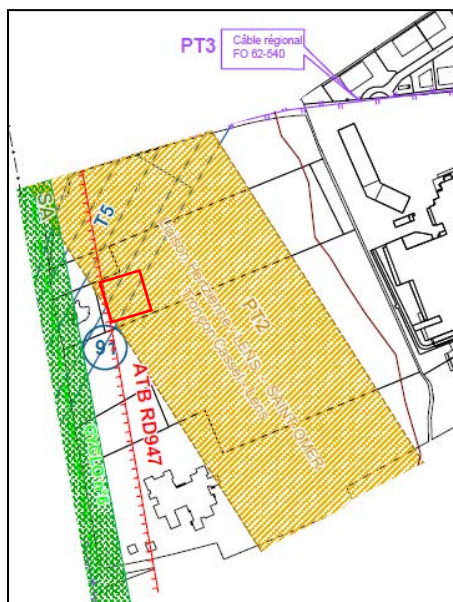 PT3
Câble régional
FO 62-540
SA
T5
PT2
Liaison Hertzienne LENS - SAINT-OMER
Tronçon Cassel - Lens
9
ATB RD947